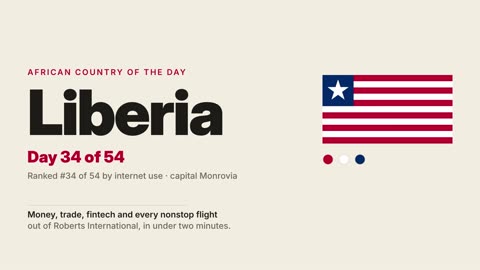 AFRICAN COUNTRY OF THE DAY
Liberia
Day 34 of 54
Ranked #34 of 54 by internet use · capital Monrovia
Money, trade, fintech and every nonstop flight
out of Roberts International, in under two minutes.